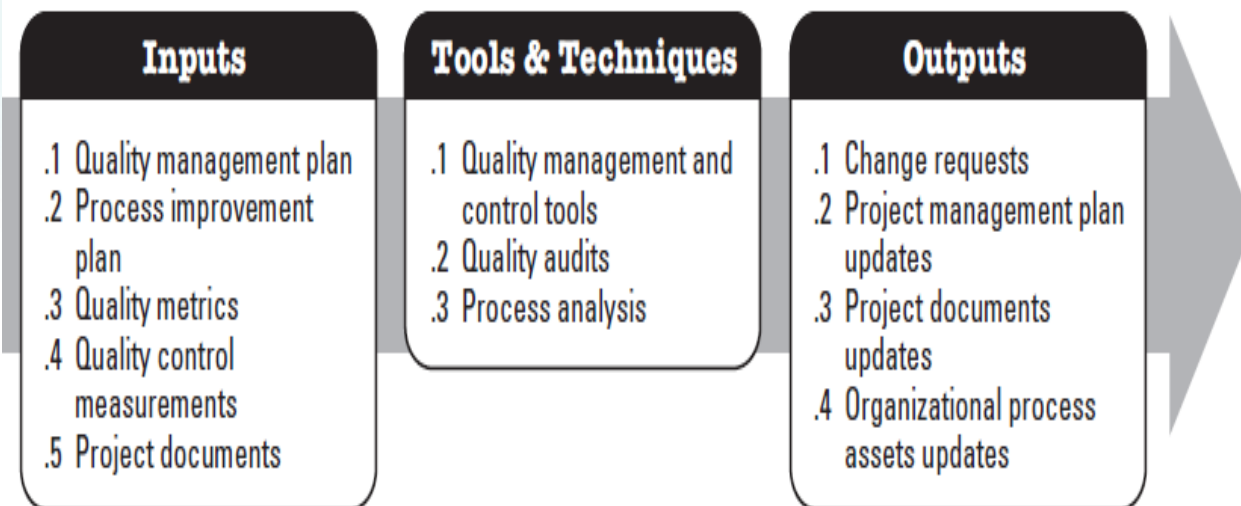 Inputs
.1 Quality management plan
.2 Process improvement
plan
.3 Quality metrics
.4 Quality control
measurements
.5 Project documents
Tools & Techniques
.1 Quality management and
control tools
.2 Quality audits
.3 Process analysis
Outputs
.1 Change requests
.2 Project management plan
updates
.3 Project documents
updates
.4 Organizational process
assets updates